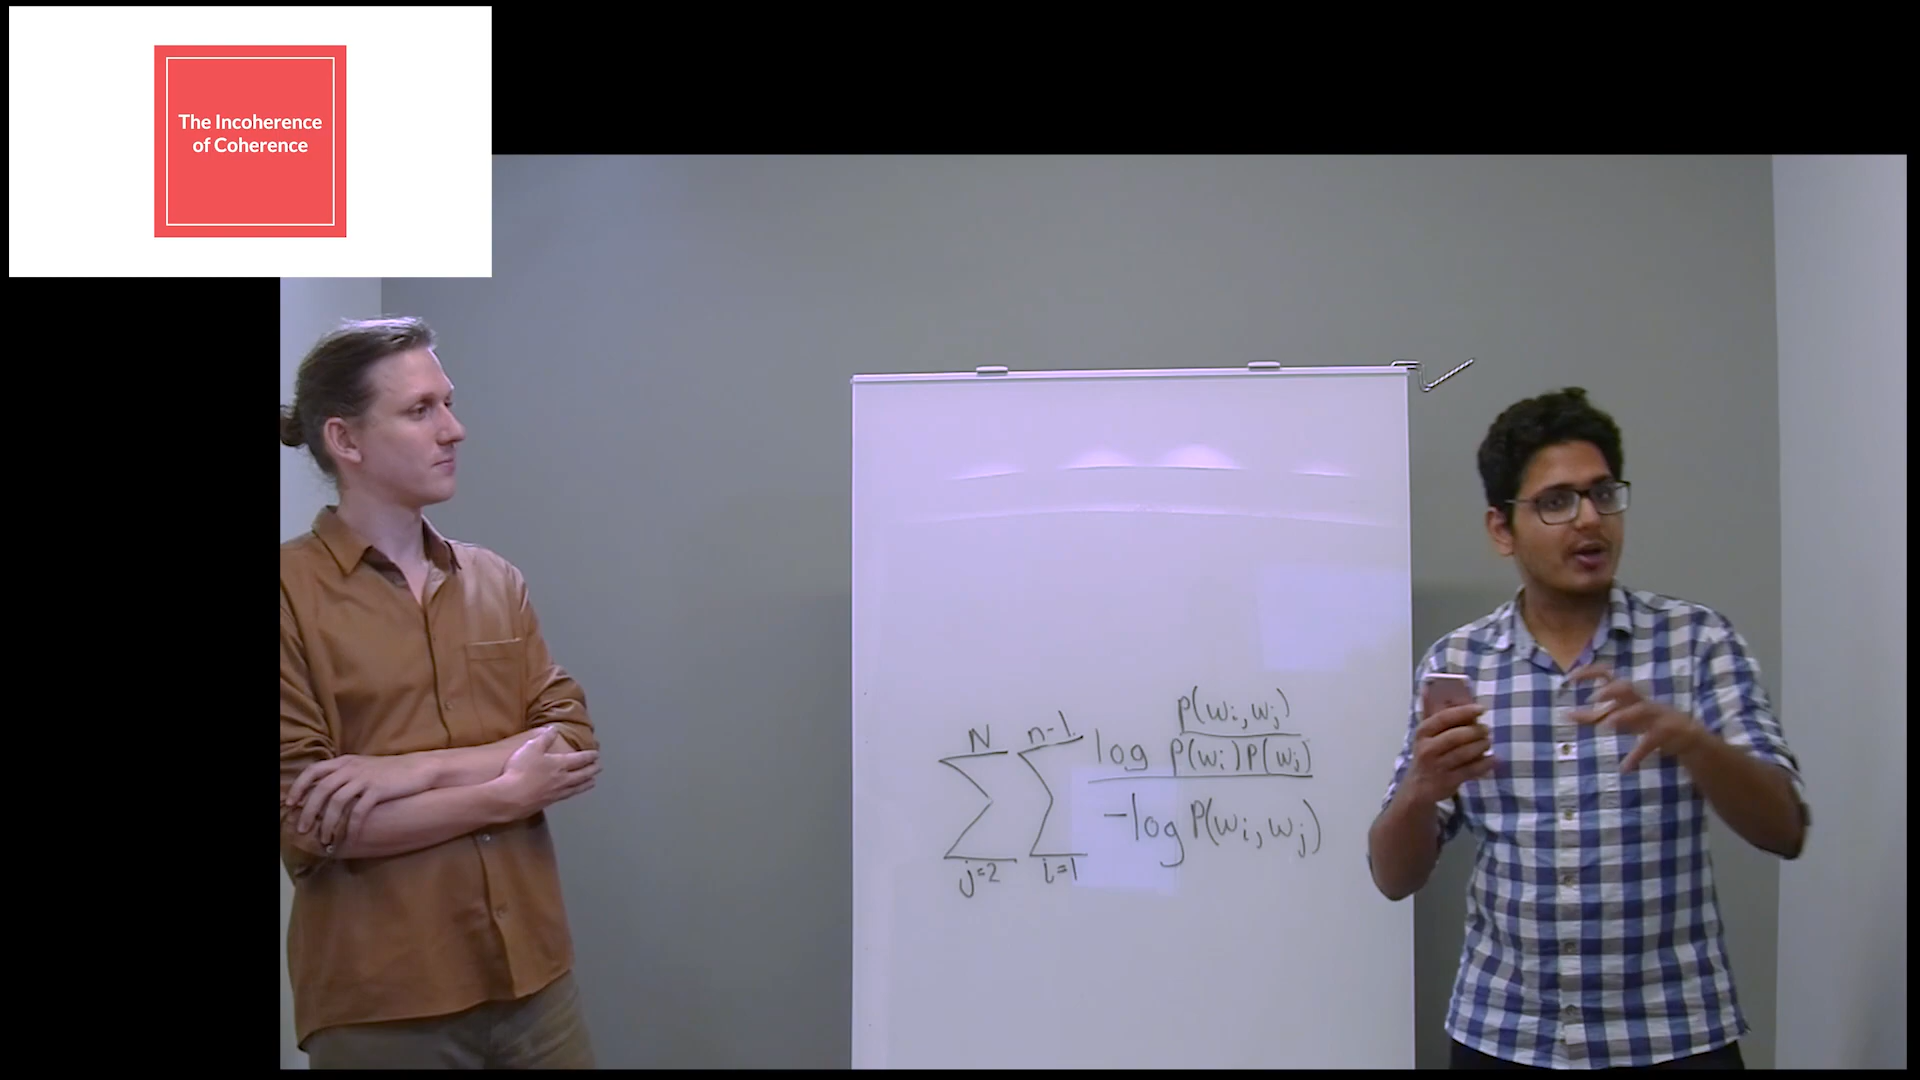 The Incoherence
of Coherence
N n-1 log P(wi,wj)
P(wi)P(wj)
-log P(wi,wj)
j=2 i=1